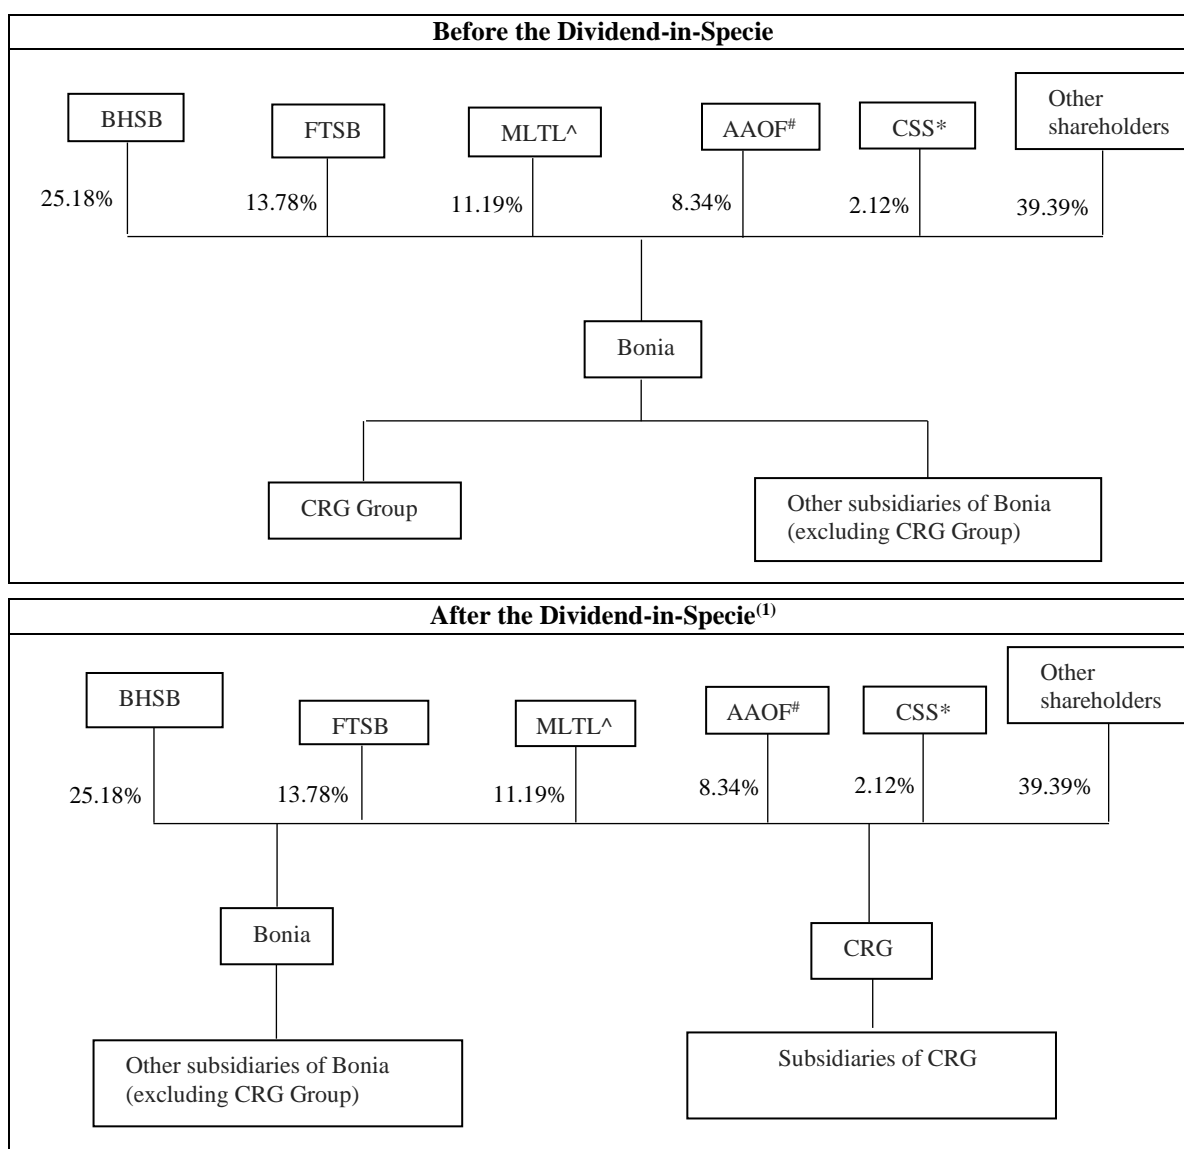 Before the Dividend-in-Specie
BHSB
FTSB
MLTL^
AAOF#
CSS*
Other
shareholders
25.18%
13.78%
11.19%
8.34%
2.12%
39.39%
Bonia
CRG Group
Other subsidiaries of Bonia
(excluding CRG Group)
After the Dividend-in-Specie(1)
BHSB
FTSB
MLTL^
AAOF#
CSS*
Other
shareholders
25.18%
13.78%
11.19%
8.34%
2.12%
39.39%
Bonia
CRG
Other subsidiaries of Bonia
(excluding CRG Group)
Subsidiaries of CRG